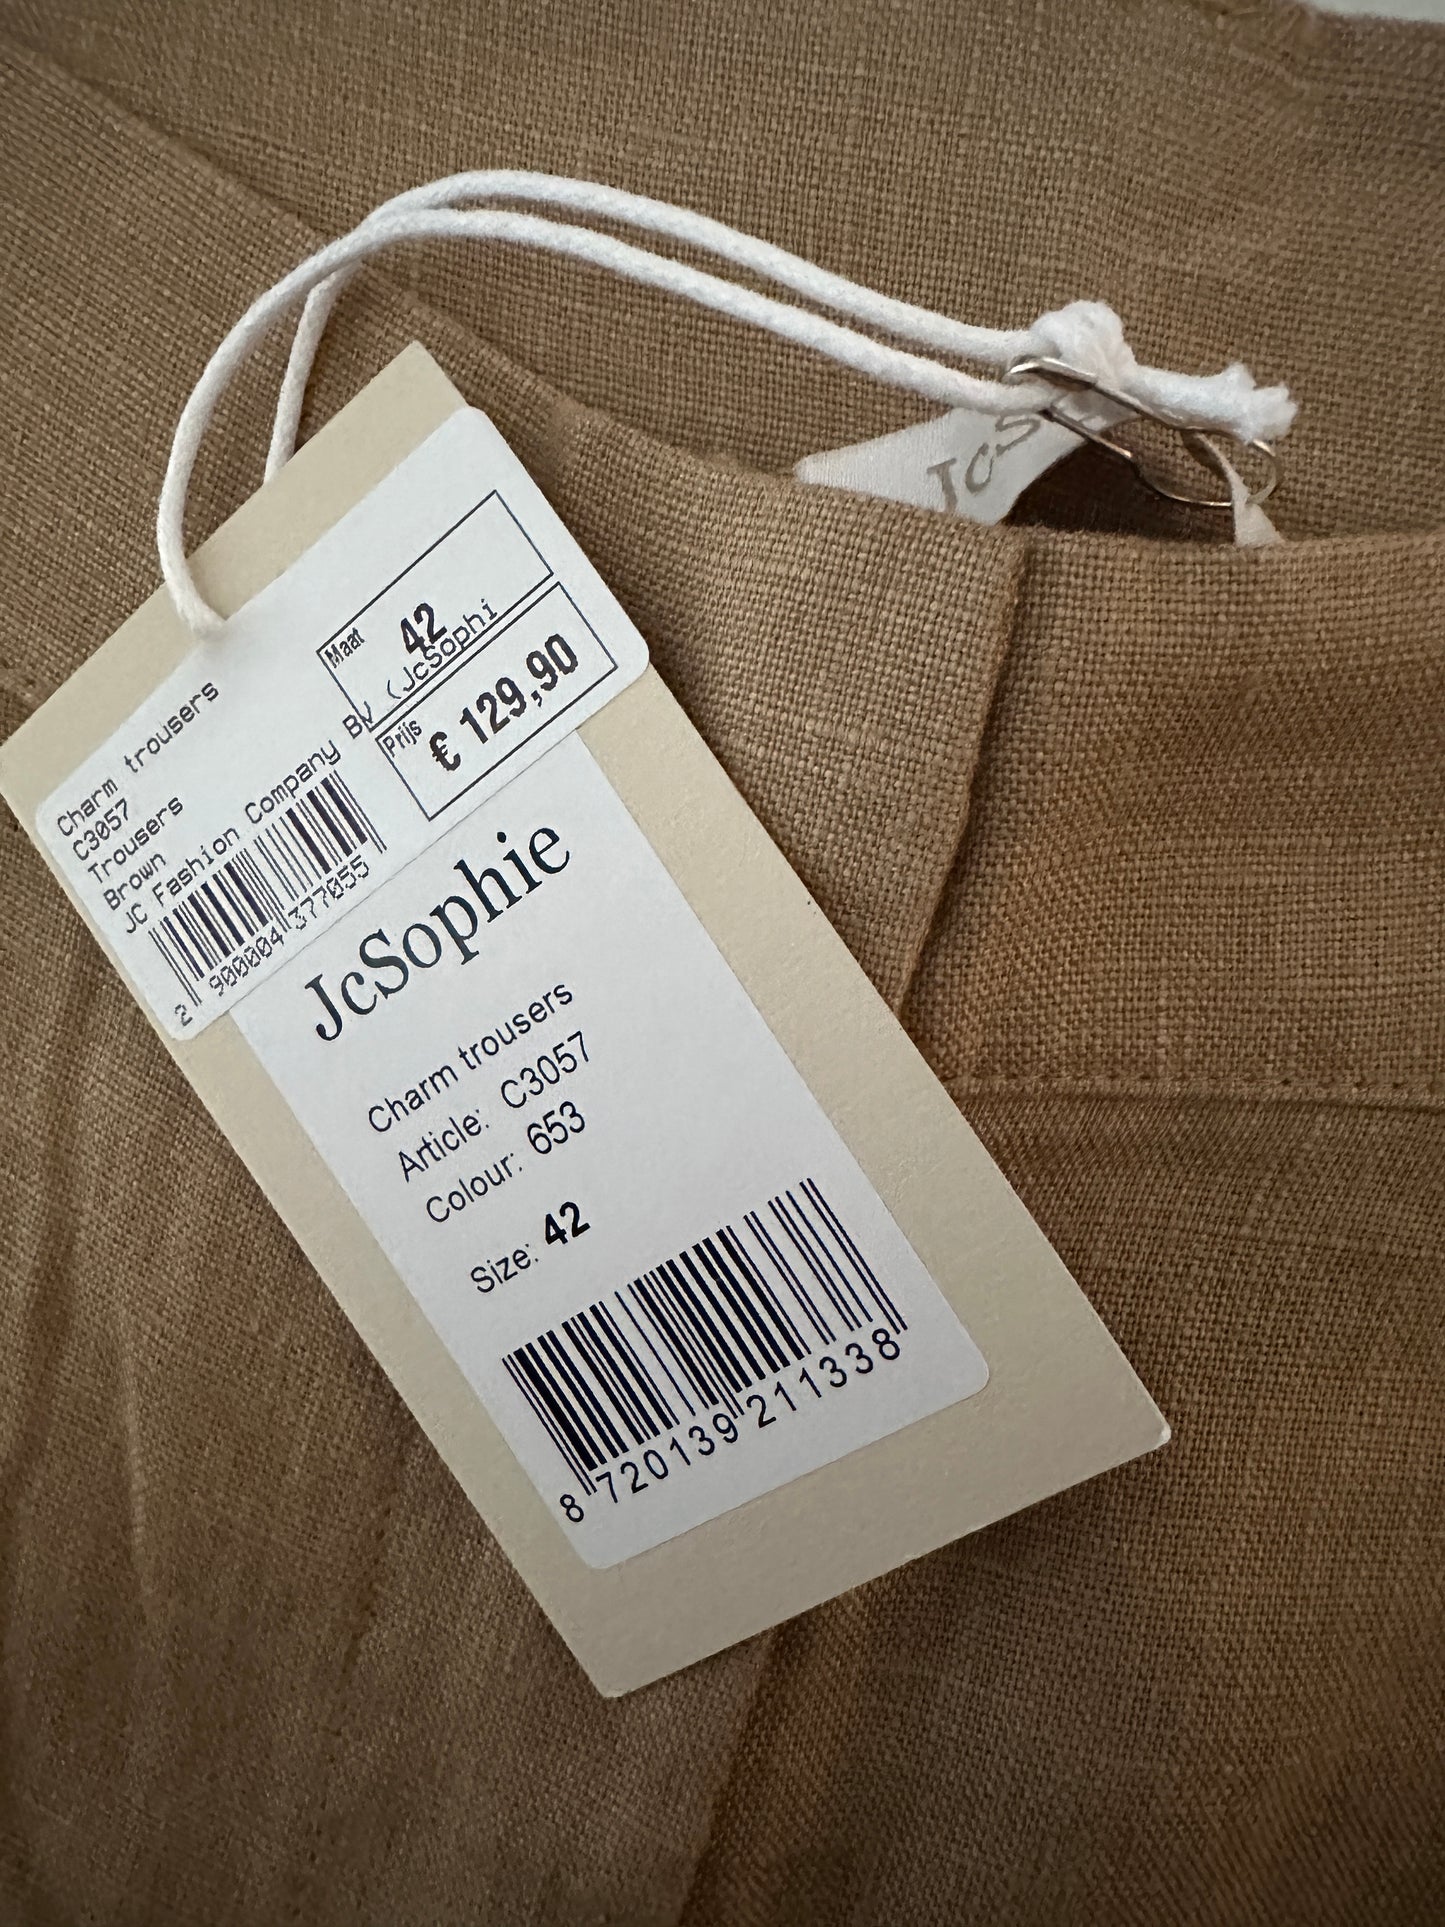 JcS
Maat 42
Prijs € 129,90
Charm trousers
C3057
Trousers
Brown
JC Fashion Company Bv (JcSophi
2 900004 377055
JcSophie
Charm trousers
Article: C3057
Colour: 653
Size: 42
8 720139 211338